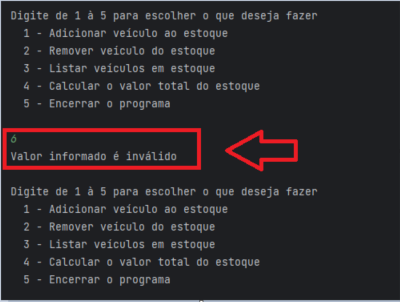 Digite de 1 à 5 para escolher o que deseja fazer
1 - Adicionar veículo ao estoque
2 - Remover veículo do estoque
3 - Listar veículos em estoque
4 - Calcular o valor total do estoque
5 - Encerrar o programa
ó
Valor informado é inválido
Digite de 1 à 5 para escolher o que deseja fazer
1 - Adicionar veículo ao estoque
2 - Remover veículo do estoque
3 - Listar veículos em estoque
4 - Calcular o valor total do estoque
5 - Encerrar o programa